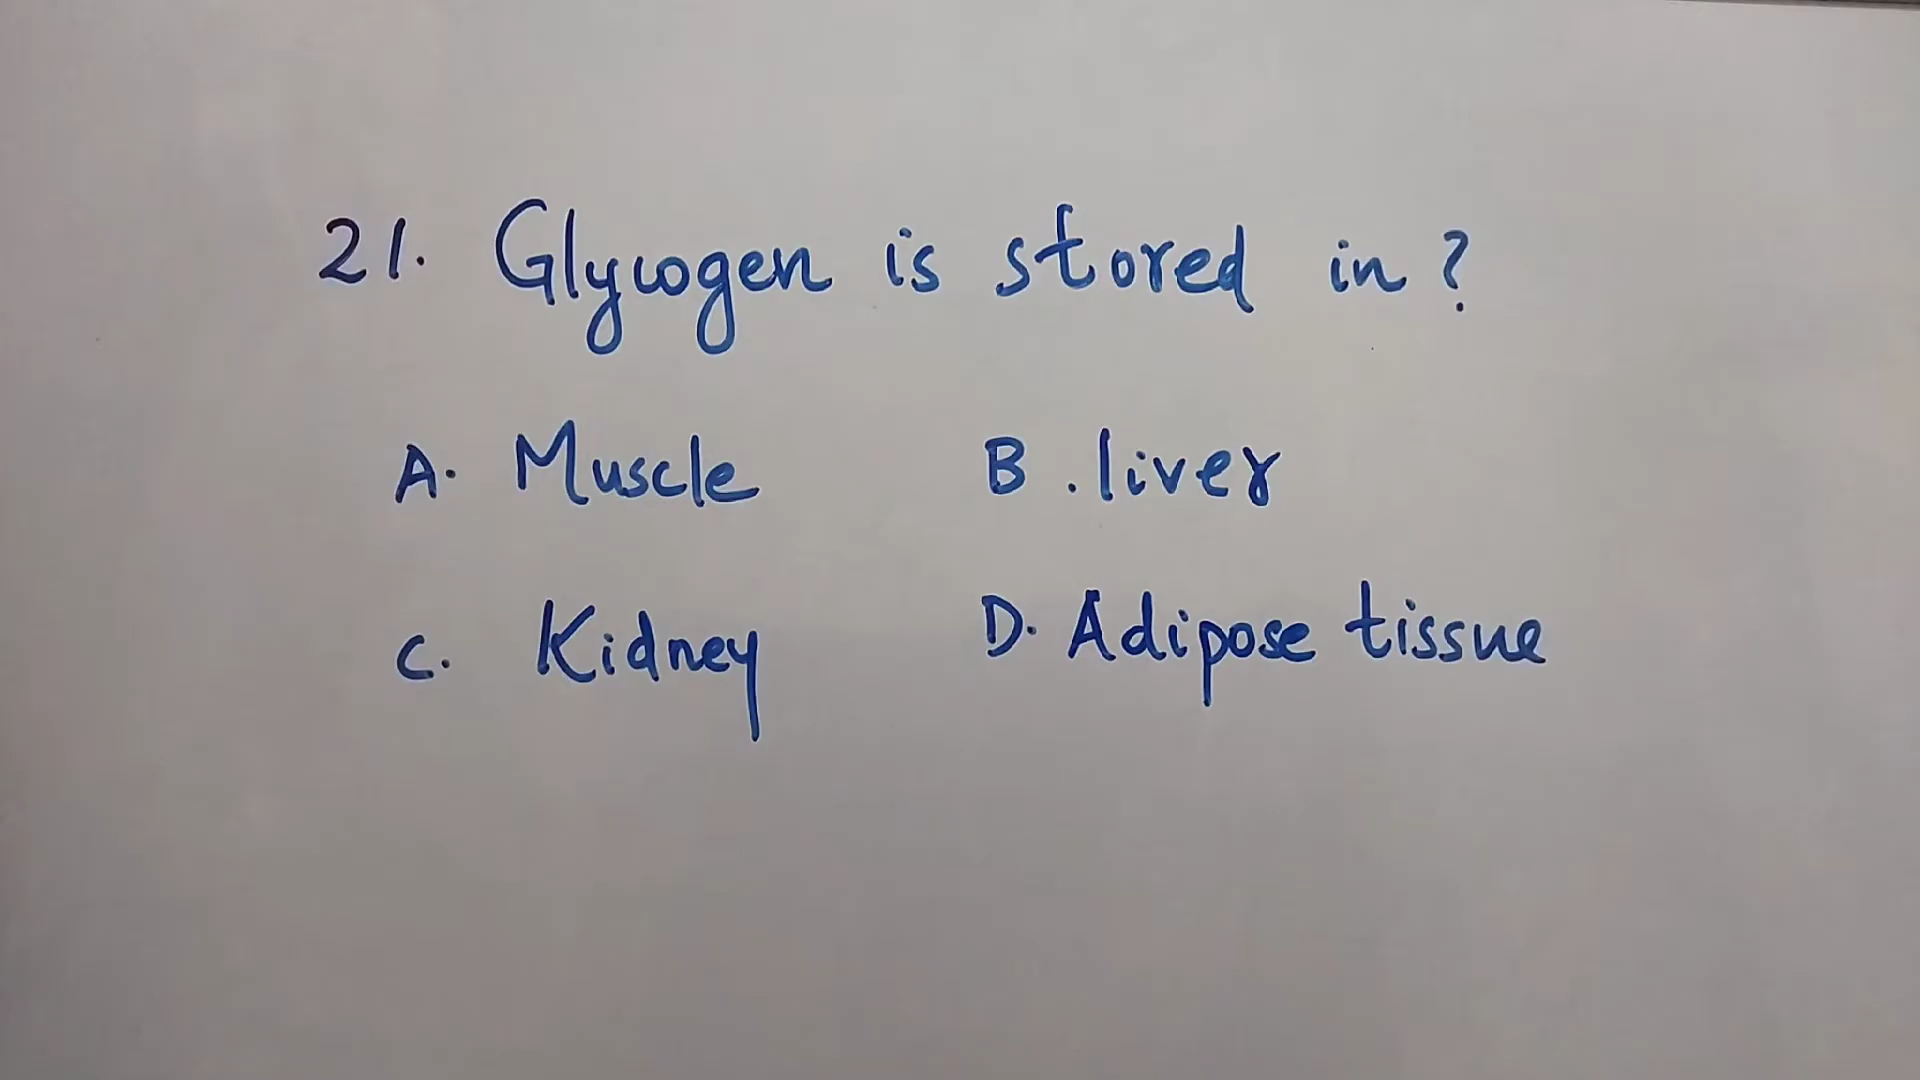 21. Glycogen is stored in?
A. Muscle B. liver
C. Kidney D. Adipose tissue